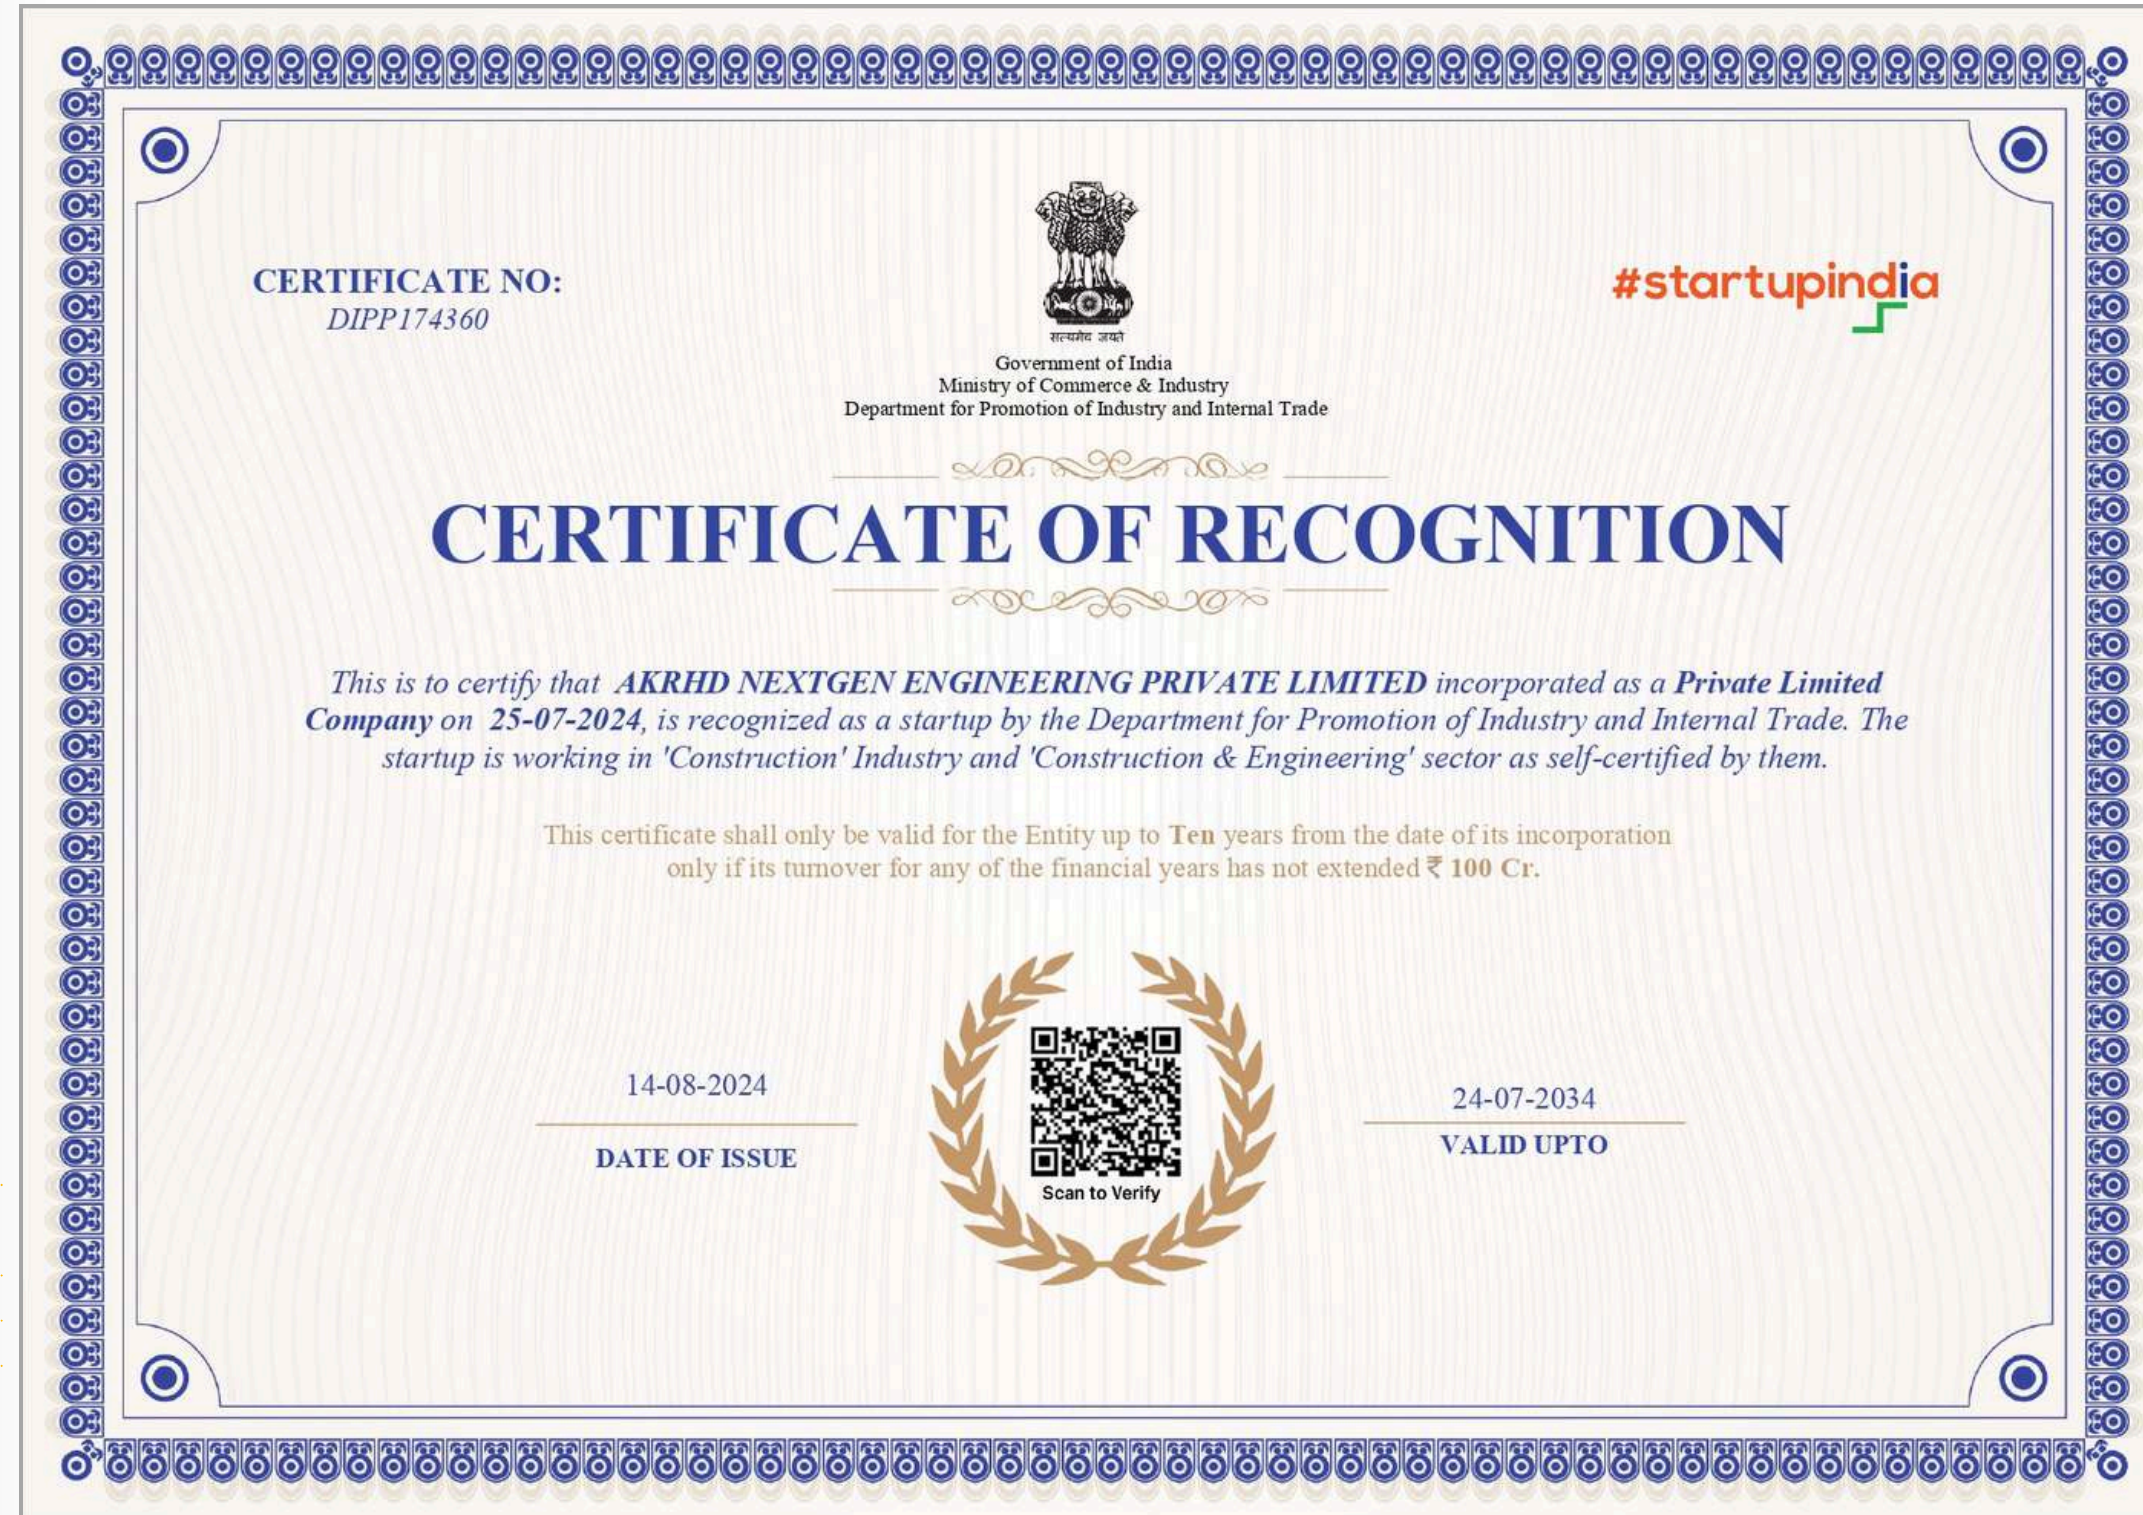 CERTIFICATE NO:
DIPP174360
#startupindia
सत्यमेव जयते
Government of India
Ministry of Commerce & Industry
Department for Promotion of Industry and Internal Trade
CERTIFICATE OF RECOGNITION
This is to certify that AKRHD NEXTGEN ENGINEERING PRIVATE LIMITED incorporated as a Private Limited
Company on 25-07-2024, is recognized as a startup by the Department for Promotion of Industry and Internal Trade. The
startup is working in 'Construction' Industry and 'Construction & Engineering' sector as self-certified by them.
This certificate shall only be valid for the Entity up to Ten years from the date of its incorporation
only if its turnover for any of the financial years has not extended ₹ 100 Cr.
14-08-2024
DATE OF ISSUE
Scan to Verify
24-07-2034
VALID UPTO